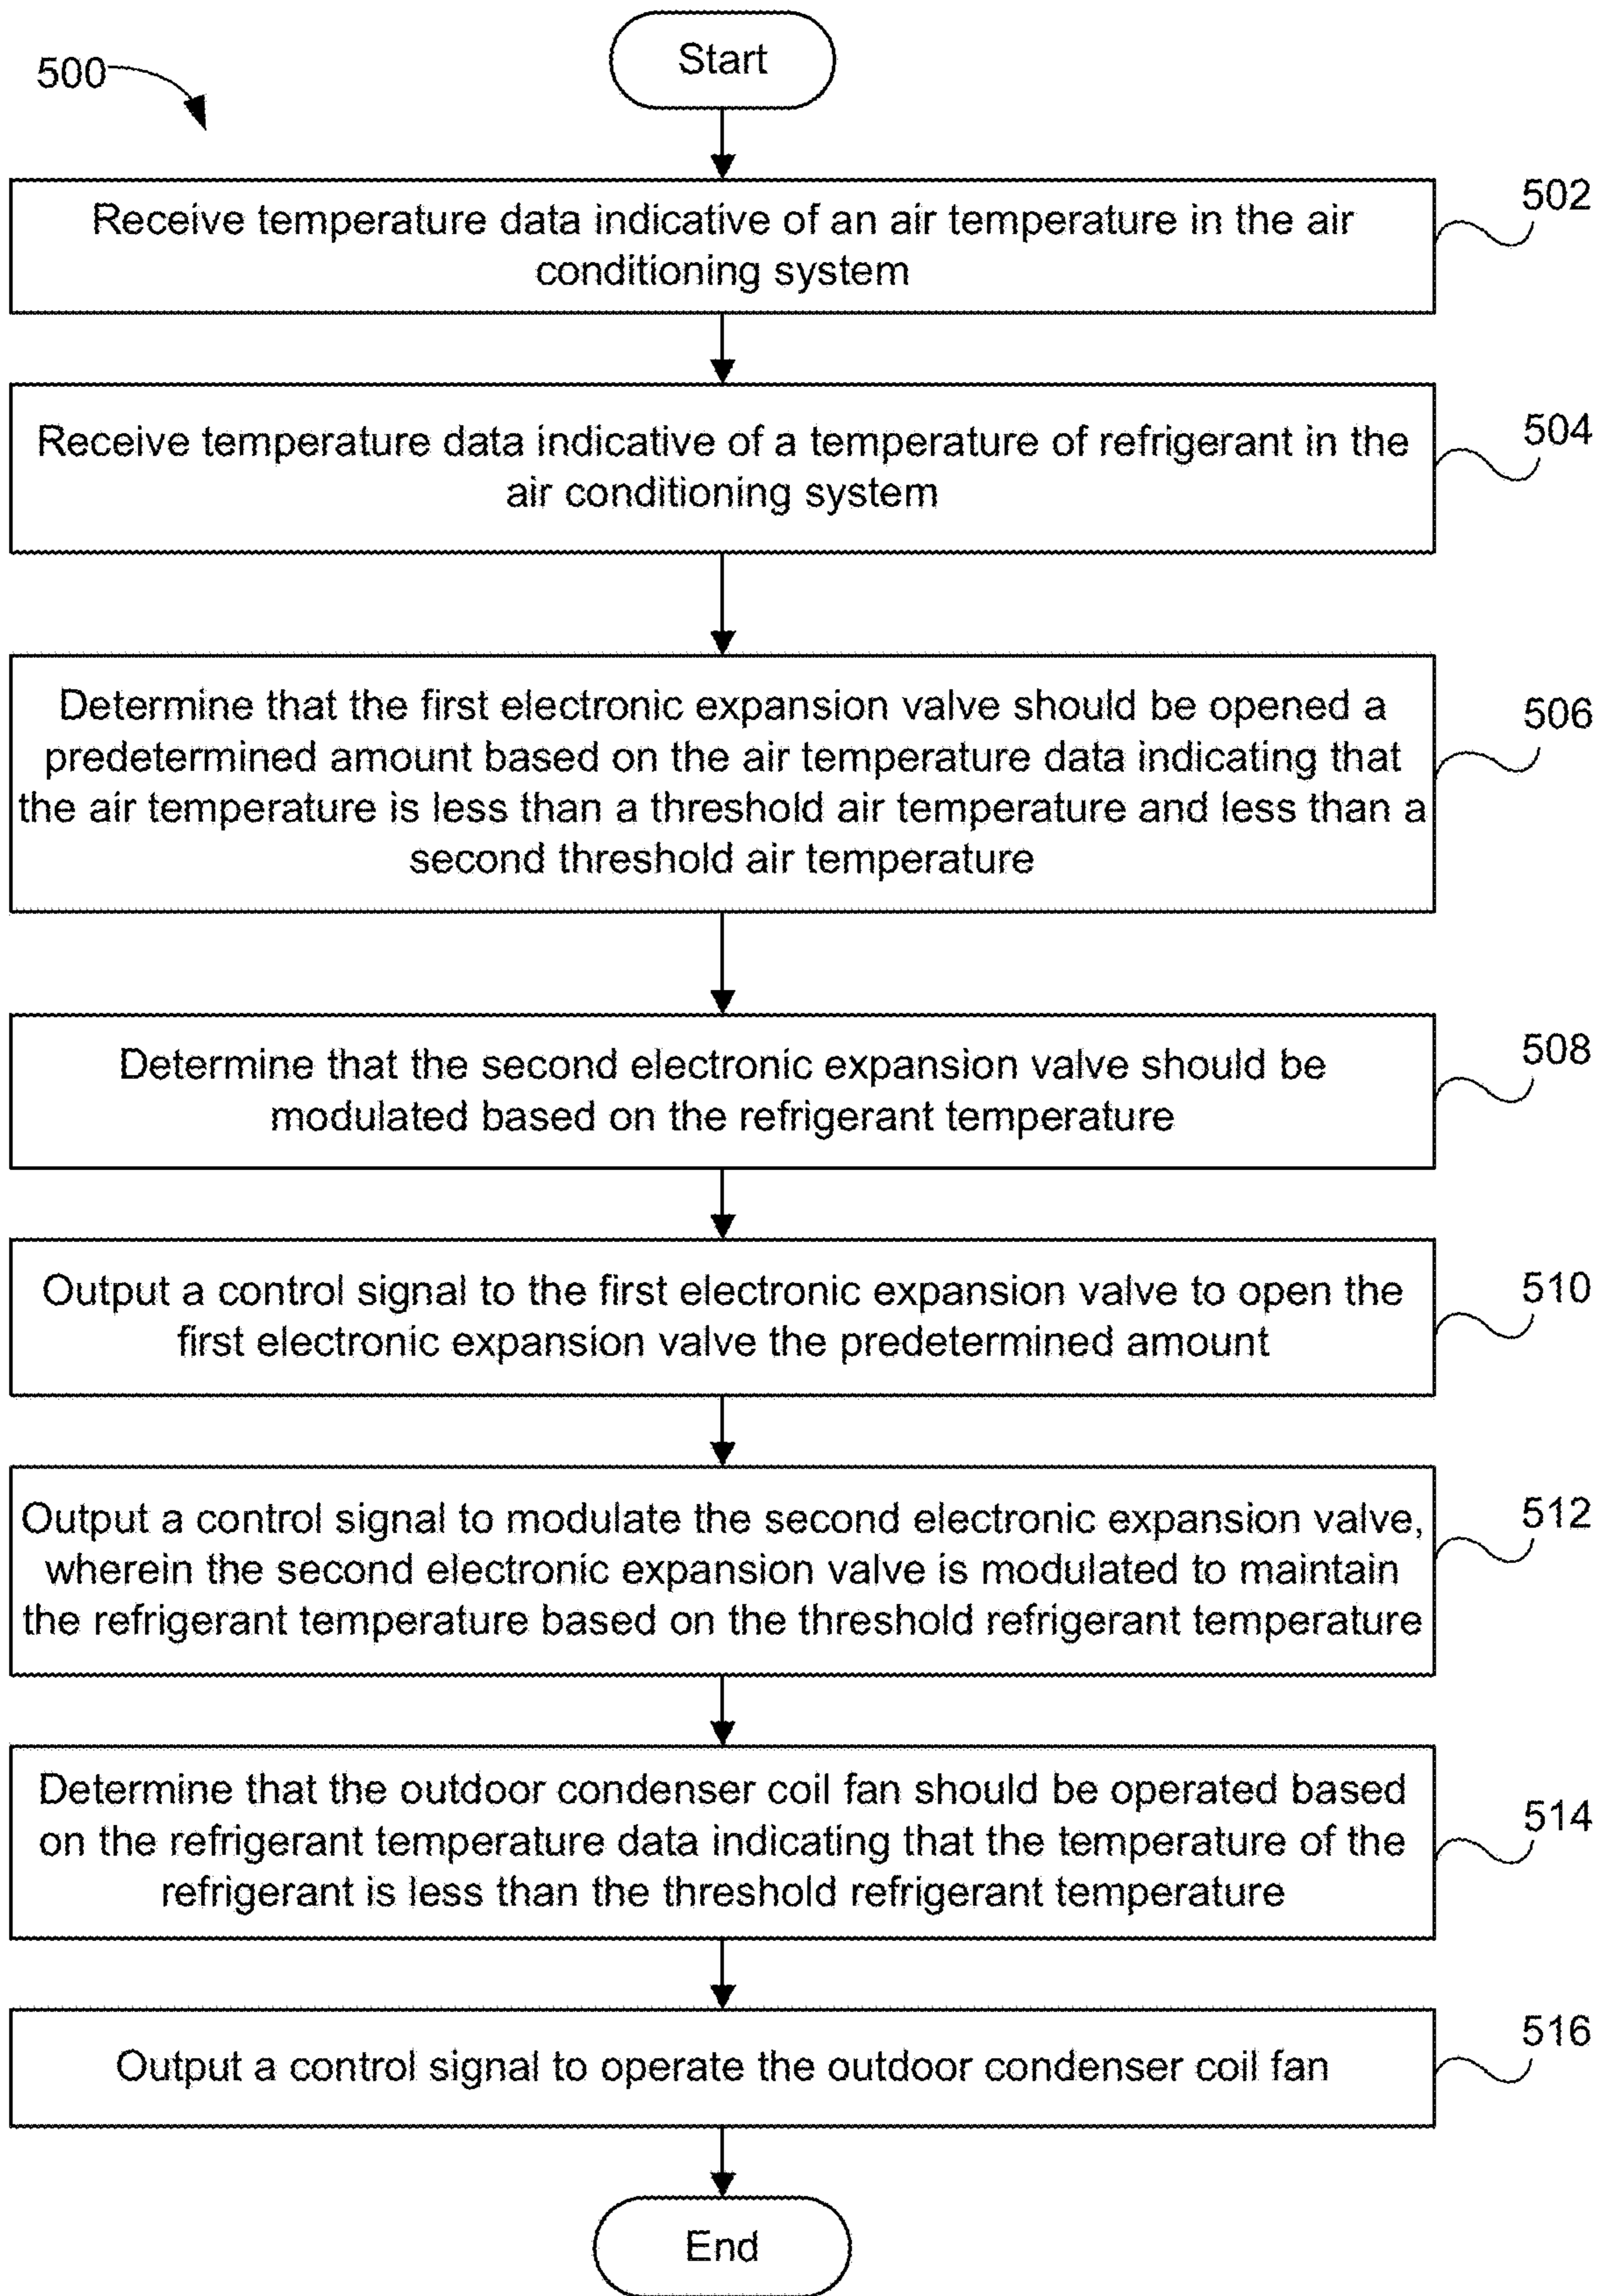 Start
500
Receive temperature data indicative of an air temperature in the air
conditioning system
502
Receive temperature data indicative of a temperature of refrigerant in the
air conditioning system
504
Determine that the first electronic expansion valve should be opened a
predetermined amount based on the air temperature data indicating that
the air temperature is less than a threshold air temperature and less than a
second threshold air temperature
506
Determine that the second electronic expansion valve should be
modulated based on the refrigerant temperature
508
Output a control signal to the first electronic expansion valve to open the
first electronic expansion valve the predetermined amount
510
Output a control signal to modulate the second electronic expansion valve,
wherein the second electronic expansion valve is modulated to maintain
the refrigerant temperature based on the threshold refrigerant temperature
512
Determine that the outdoor condenser coil fan should be operated based
on the refrigerant temperature data indicating that the temperature of the
refrigerant is less than the threshold refrigerant temperature
514
Output a control signal to operate the outdoor condenser coil fan
516
End